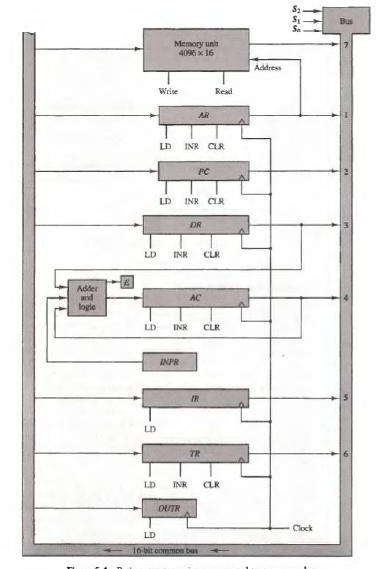 S₂
S₁
S₀
Bus
Memory unit
4096 × 16
7
Address
Write Read
AR
1
LD INR CLR
PC
2
LD INR CLR
DR
3
LD INR CLR
E
Adder
and
logic
AC
4
LD INR CLR
INPR
IR
5
LD
TR
6
LD INR CLR
OUTR
LD
Clock
16-bit common bus